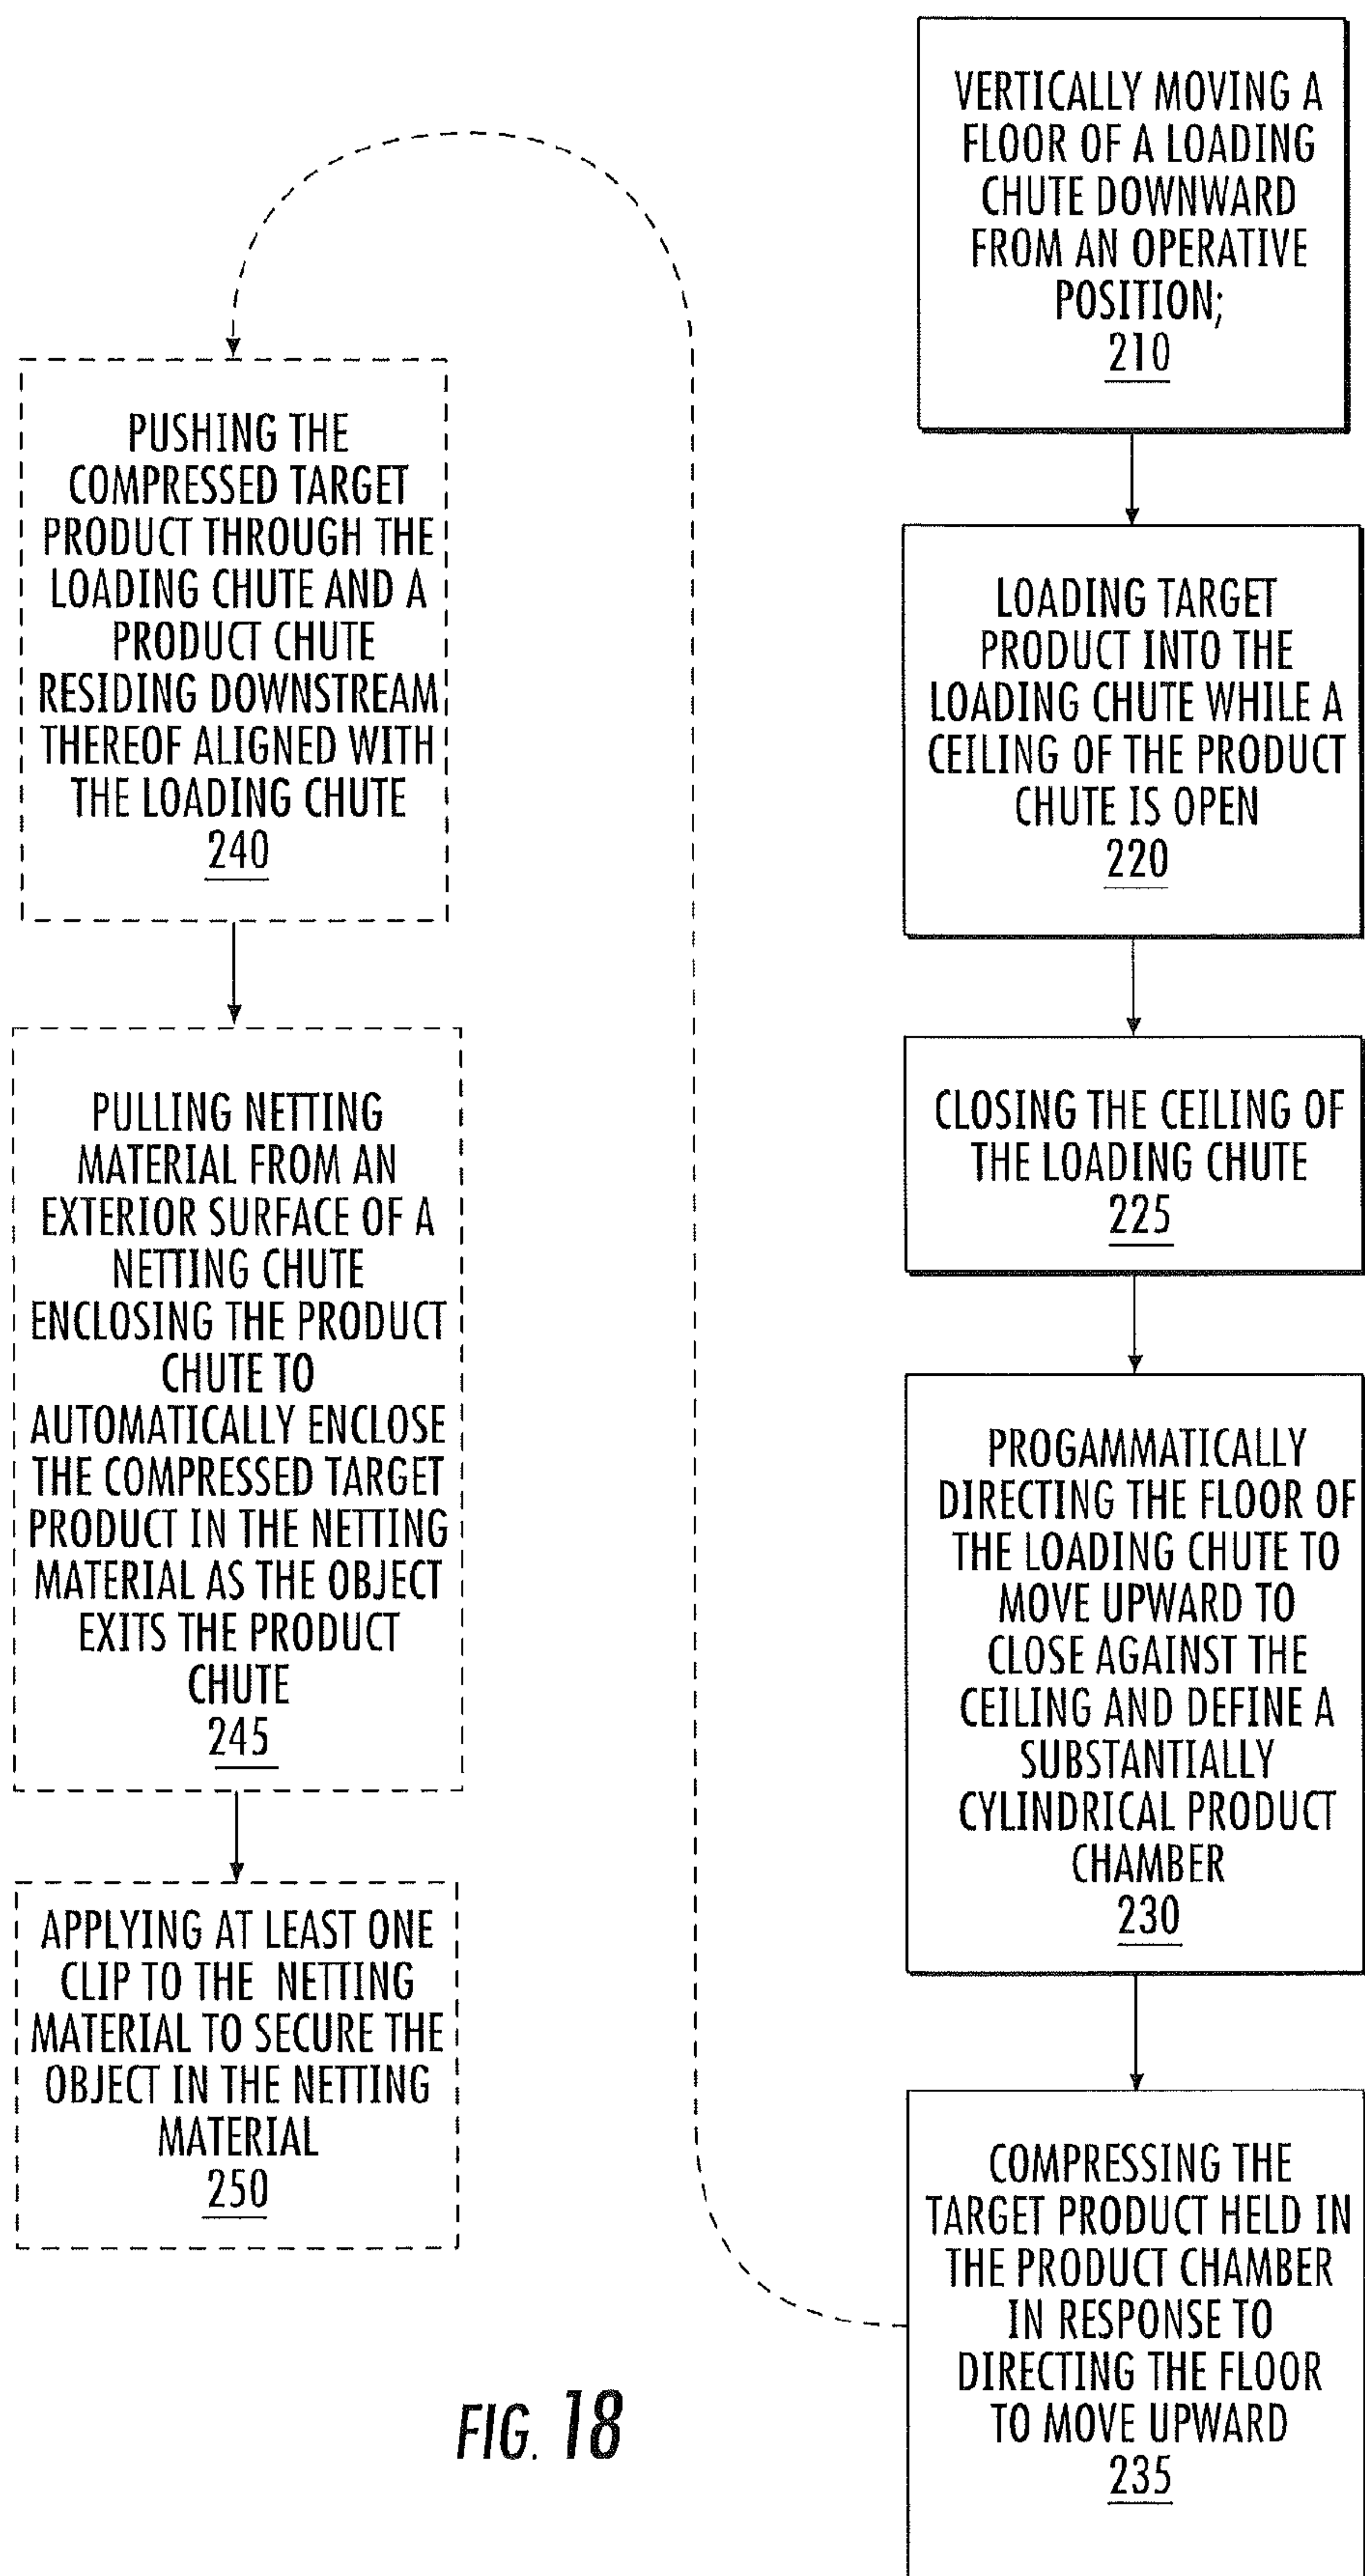 VERTICALLY MOVING A
FLOOR OF A LOADING
CHUTE DOWNWARD
FROM AN OPERATIVE
POSITION;
210
LOADING TARGET
PRODUCT INTO THE
LOADING CHUTE WHILE A
CEILING OF THE PRODUCT
CHUTE IS OPEN
220
CLOSING THE CEILING OF
THE LOADING CHUTE
225
PROGAMMATICALLY
DIRECTING THE FLOOR OF
THE LOADING CHUTE TO
MOVE UPWARD TO
CLOSE AGAINST THE
CEILING AND DEFINE A
SUBSTANTIALLY
CYLINDRICAL PRODUCT
CHAMBER
230
COMPRESSING THE
TARGET PRODUCT HELD IN
THE PRODUCT CHAMBER
IN RESPONSE TO
DIRECTING THE FLOOR
TO MOVE UPWARD
235
PUSHING THE
COMPRESSED TARGET
PRODUCT THROUGH THE
LOADING CHUTE AND A
PRODUCT CHUTE
RESIDING DOWNSTREAM
THEREOF ALIGNED WITH
THE LOADING CHUTE
240
PULLING NETTING
MATERIAL FROM AN
EXTERIOR SURFACE OF A
NETTING CHUTE
ENCLOSING THE PRODUCT
CHUTE TO
AUTOMATICALLY ENCLOSE
THE COMPRESSED TARGET
PRODUCT IN THE NETTING
MATERIAL AS THE OBJECT
EXITS THE PRODUCT
CHUTE
245
APPLYING AT LEAST ONE
CLIP TO THE NETTING
MATERIAL TO SECURE THE
OBJECT IN THE NETTING
MATERIAL
250
FIG. 18